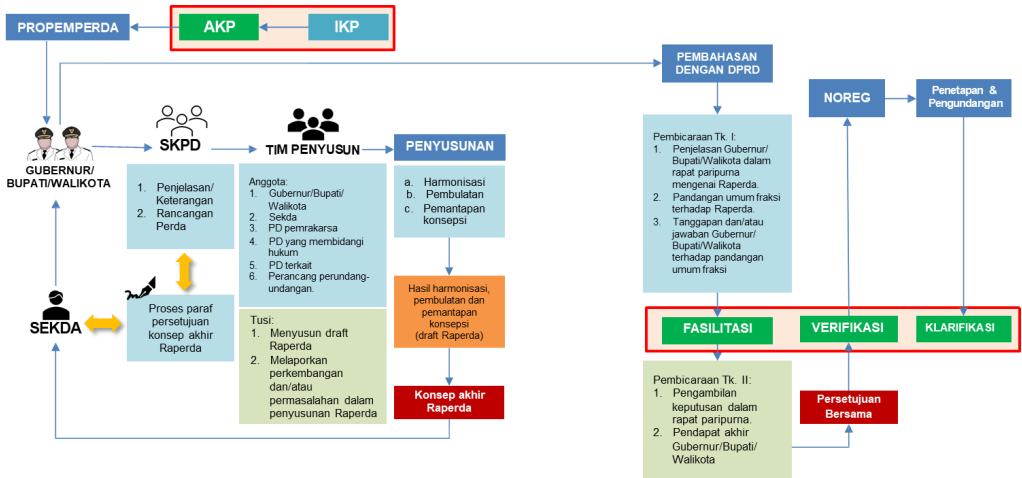 PROPEMPERDA
AKP
IKP
GUBERNUR/
BUPATI/WALIKOTA
SKPD
TIM PENYUSUN
PENYUSUNAN
1. Penjelasan/
Keterangan
2. Rancangan
Perda
Anggota:
1. Gubernur/Bupati/
Walikota
2. Sekda
3. PD pemrakarsa
4. PD yang membidangi
hukum
5. PD terkait
6. Perancang perundang-
undangan.
a. Harmonisasi
b. Pembulatan
c. Pemantapan
konsepsi
SEKDA
Proses paraf
persetujuan
konsep akhir
Raperda
Tusi:
1. Menyusun draft
Raperda
2. Melaporkan
perkembangan
dan/atau
permasalahan dalam
penyusunan Raperda
Hasil harmonisasi,
pembulatan dan
pemantapan
konsepsi
(draft Raperda)
Konsep akhir
Raperda
PEMBAHASAN
DENGAN DPRD
NOREG
Penetapan &
Pengundangan
Pembicaraan Tk. I:
1. Penjelasan Gubernur/
Bupati/Walikota dalam
rapat paripurna
mengenai Raperda.
2. Pandangan umum fraksi
terhadap Raperda.
3. Tanggapan dan/atau
jawaban Gubernur/
Bupati/Walikota
terhadap pandangan
umum fraksi
FASILITASI
VERIFIKASI
KLARIFIKASI
Pembicaraan Tk. II:
1. Pengambilan
keputusan dalam
rapat paripurna.
2. Pendapat akhir
Gubernur/Bupati/
Walikota
Persetujuan
Bersama